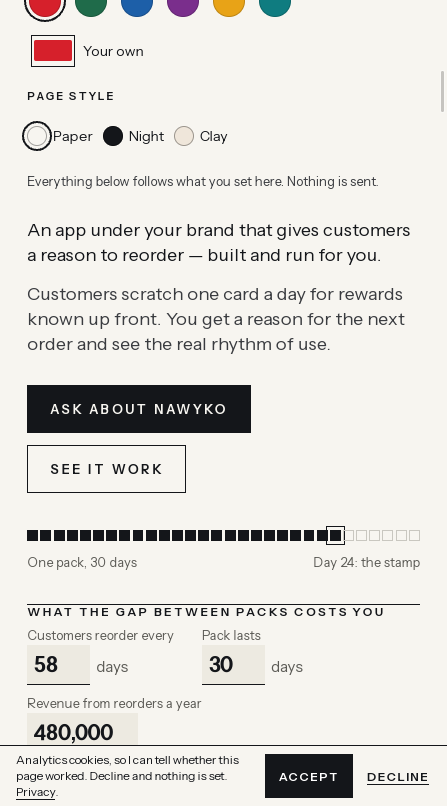 Your own
PAGE STYLE
Paper Night Clay
Everything below follows what you set here. Nothing is sent.
An app under your brand that gives customers
a reason to reorder — built and run for you.
Customers scratch one card a day for rewards
known up front. You get a reason for the next
order and see the real rhythm of use.
ASK ABOUT NAWYKO
SEE IT WORK
One pack, 30 days Day 24: the stamp
WHAT THE GAP BETWEEN PACKS COSTS YOU
Customers reorder every Pack lasts
58 days 30 days
Revenue from reorders a year
480,000
Analytics cookies, so I can tell whether this
page worked. Decline and nothing is set.
Privacy.
ACCEPT DECLINE